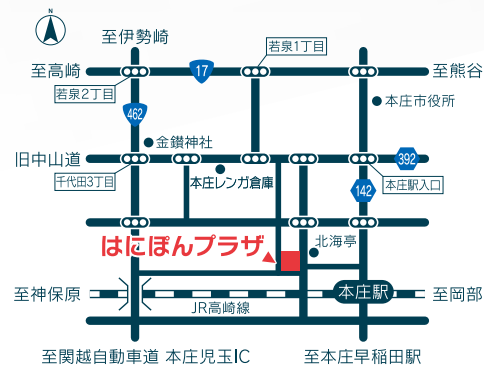 本
至伊勢崎
若泉1丁目
至高崎
17
至熊谷
若泉2丁目
本庄市役所
462
金鑚神社
旧中山道
392
千代田3丁目
本庄レンガ倉庫
142
本庄駅入口
はにぽんプラザ
北海亭
至神保原
本庄駅
至岡部
JR高崎線
至関越自動車道 本庄児玉IC
至本庄早稲田駅